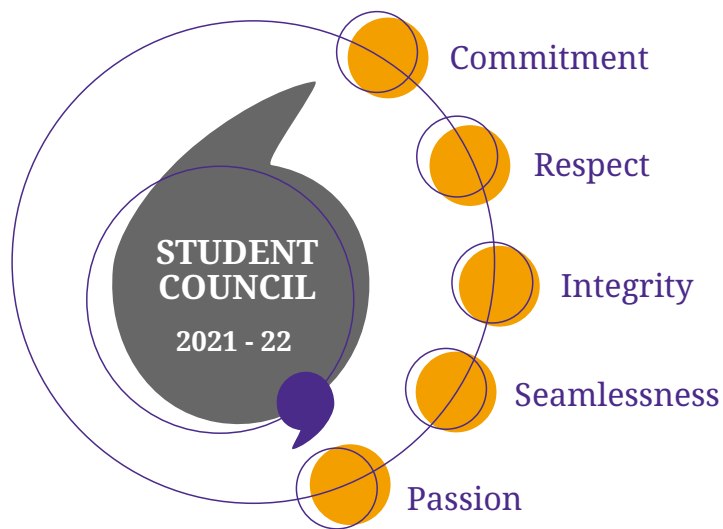 STUDENT
COUNCIL
2021 - 22
Commitment
Respect
Integrity
Seamlessness
Passion